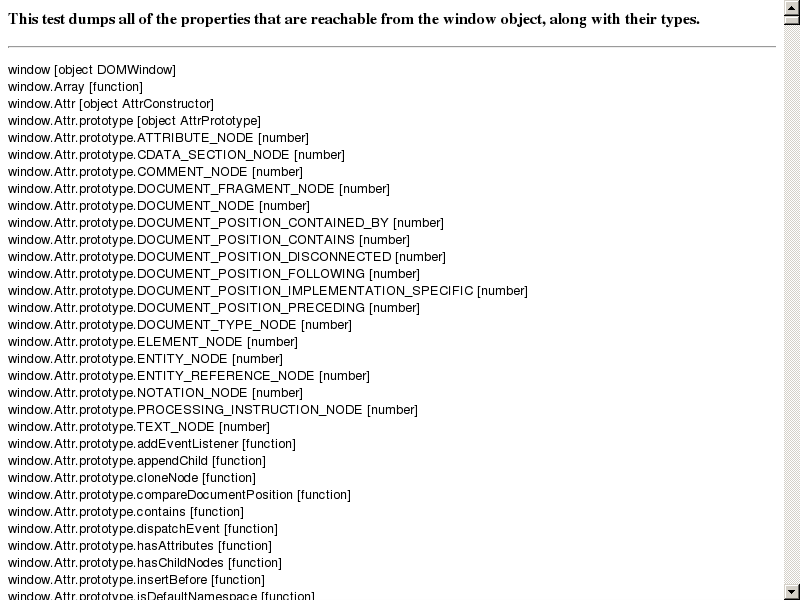 This test dumps all of the properties that are reachable from the window object, along with their types.
window [object DOMWindow]
window.Array [function]
window.Attr [object AttrConstructor]
window.Attr.prototype [object AttrPrototype]
window.Attr.prototype.ATTRIBUTE_NODE [number]
window.Attr.prototype.CDATA_SECTION_NODE [number]
window.Attr.prototype.COMMENT_NODE [number]
window.Attr.prototype.DOCUMENT_FRAGMENT_NODE [number]
window.Attr.prototype.DOCUMENT_NODE [number]
window.Attr.prototype.DOCUMENT_POSITION_CONTAINED_BY [number]
window.Attr.prototype.DOCUMENT_POSITION_CONTAINS [number]
window.Attr.prototype.DOCUMENT_POSITION_DISCONNECTED [number]
window.Attr.prototype.DOCUMENT_POSITION_FOLLOWING [number]
window.Attr.prototype.DOCUMENT_POSITION_IMPLEMENTATION_SPECIFIC [number]
window.Attr.prototype.DOCUMENT_POSITION_PRECEDING [number]
window.Attr.prototype.DOCUMENT_TYPE_NODE [number]
window.Attr.prototype.ELEMENT_NODE [number]
window.Attr.prototype.ENTITY_NODE [number]
window.Attr.prototype.ENTITY_REFERENCE_NODE [number]
window.Attr.prototype.NOTATION_NODE [number]
window.Attr.prototype.PROCESSING_INSTRUCTION_NODE [number]
window.Attr.prototype.TEXT_NODE [number]
window.Attr.prototype.addEventListener [function]
window.Attr.prototype.appendChild [function]
window.Attr.prototype.cloneNode [function]
window.Attr.prototype.compareDocumentPosition [function]
window.Attr.prototype.contains [function]
window.Attr.prototype.dispatchEvent [function]
window.Attr.prototype.hasAttributes [function]
window.Attr.prototype.hasChildNodes [function]
window.Attr.prototype.insertBefore [function]
window.Attr.prototype.isDefaultNamespace [function]